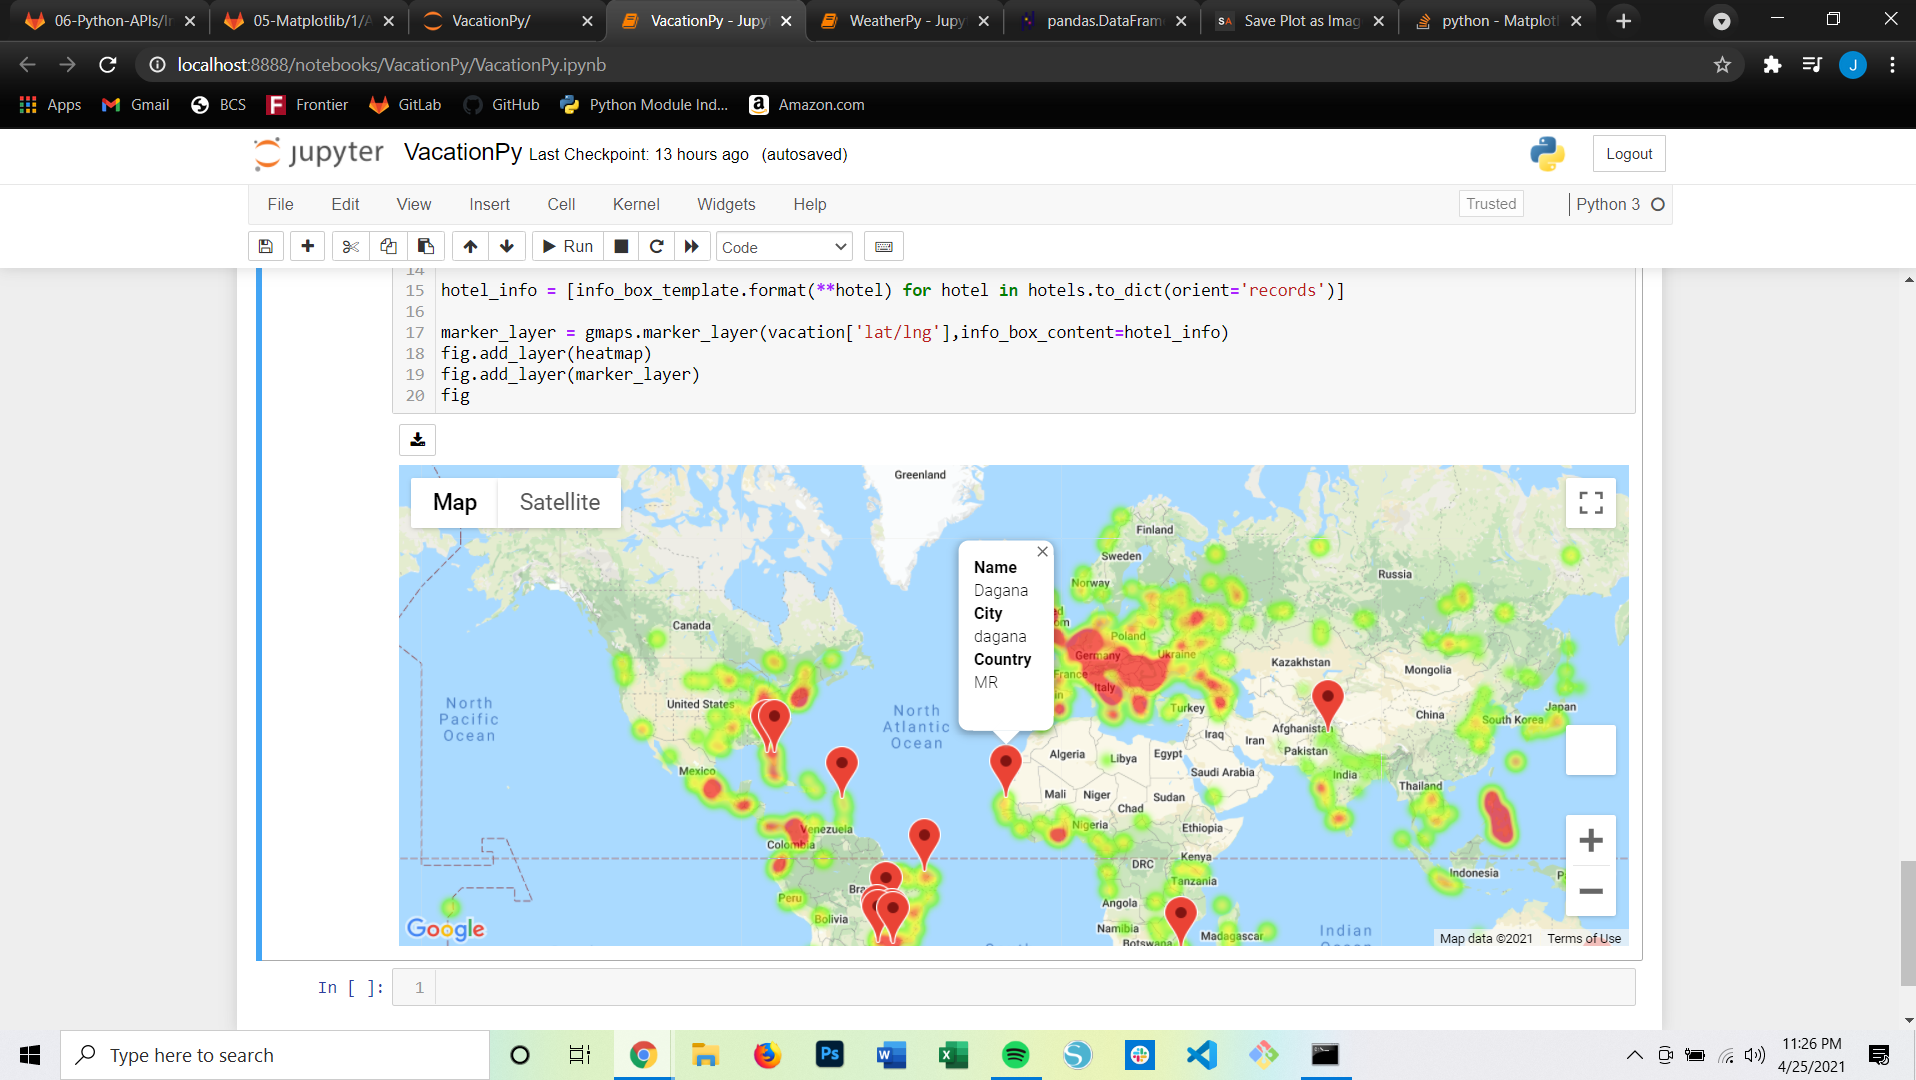 06-Python-APIs/In
05-Matplotlib/1/A
VacationPy/
VacationPy - Jupy
WeatherPy - Jupy
pandas.DataFram
SA Save Plot as Imag
python - Matplotl
localhost:8888/notebooks/VacationPy/VacationPy.ipynb
J
Apps
Gmail
BCS
Frontier
GitLab
GitHub
Python Module Ind...
Amazon.com
jupyter VacationPy Last Checkpoint: 13 hours ago (autosaved)
Logout
File Edit View Insert Cell Kernel Widgets Help
Trusted
Python 3
Run
Code
14
15 hotel_info = [info_box_template.format(**hotel) for hotel in hotels.to_dict(orient='records')]
16
17 marker_layer = gmaps.marker_layer(vacation['lat/lng'],info_box_content=hotel_info)
18 fig.add_layer(heatmap)
19 fig.add_layer(marker_layer)
20 fig
Map Satellite
Greenland
Finland
Sweden
Norway
Russia
Name
Dagana
City
dagana
Country
MR
Canada
Poland
Germany
Ukraine
France
Italy
Kazakhstan
Mongolia
United States
Turkey
China
South Korea
Japan
Afghanistan
Iraq
Iran
Pakistan
North
Pacific
Ocean
North
Atlantic
Ocean
Algeria
Libya
Egypt
Saudi Arabia
India
Mexico
Mali
Niger
Sudan
Chad
Thailand
Nigeria
Ethiopia
Venezuela
Colombia
DRC
Kenya
Tanzania
Indonesia
Bra
Peru
Bolivia
Angola
Namibia
Botswana
Madagascar
Indian
Ocean
Google
Map data ©2021 Terms of Use
In [ ]: 1
Type here to search
Ps
11:26 PM
4/25/2021